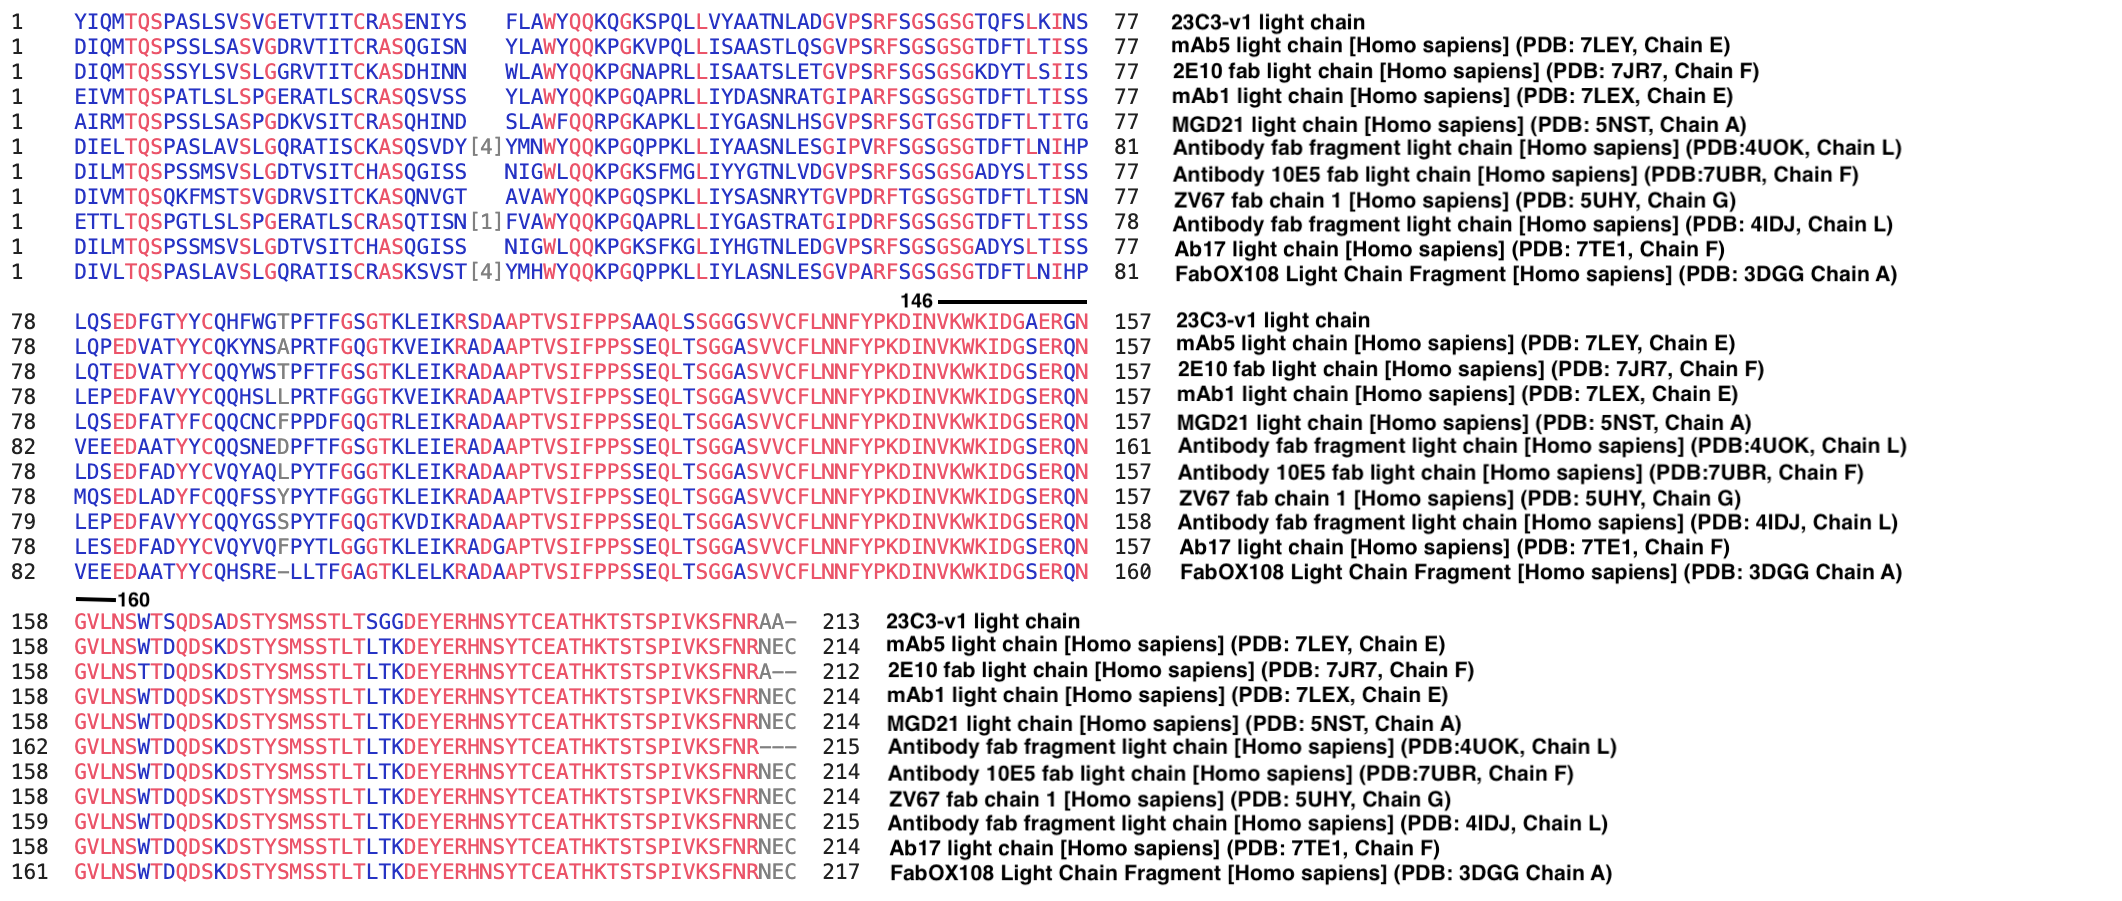 1 YIQMTQSPASLSVSVGETVTITCRASENIYS FLAWYQQKQGKSPQLLVYAATNLADGVPSRFSGSGSGTQFSLKINS 77 23C3-v1 light chain
1 DIQMTQSPSSLSASVGDRVTITCRASQGISN YLAWYQQKPGKVPQLLISAASTLQSGVPSRFSGSGSGTDFTLTISS 77 mAb5 light chain [Homo sapiens] (PDB: 7LEY, Chain E)
1 DIQMTQSSSYLSVSLGGRVTITCKASDHINN WLAWYQQKPGNAPRLLISAATSLETGVPSRFSGSGSGKDYTLSIIS 77 2E10 fab light chain [Homo sapiens] (PDB: 7JR7, Chain F)
1 EIVMTQSPATLSLSPGERATLSCRASQSVSS YLAWYQQKPGQAPRLLIYDASNRATGIPARFSGSGSGTDFTLTISS 77 mAb1 light chain [Homo sapiens] (PDB: 7LEX, Chain E)
1 AIRMTQSPSSLSASPGDKVSITCRASQHIND SLAWFQQRPGKAPKLLIYGASNLHSGVPSRFSGTGSGTDFTLTITG 77 MGD21 light chain [Homo sapiens] (PDB: 5NST, Chain A)
1 DIELTQSPASLAVSLGQRATISCKASQSVDY[4]YMNWYQQKPGQPPKLLIYAASNLESGIPVRFSGSGSGTDFTLNIHP 81 Antibody fab fragment light chain [Homo sapiens] (PDB:4UOK, Chain L)
1 DILMTQSPSSMSVSLGDTVSITCHASQGISS NIGWLQQKPGKSFMGLIYYGTNLVDGVPSRFSGSGSGADYSLTISS 77 Antibody 10E5 fab light chain [Homo sapiens] (PDB:7UBR, Chain F)
1 DIVMTQSQKFMSTSVGDRVSITCKASQNVGT AVAWYQQKPGQSPKLLIYSASNRYTGVPDRFTGSGSGTDFTLTISN 77 ZV67 fab chain 1 [Homo sapiens] (PDB: 5UHY, Chain G)
1 ETTLTQSPGTLSLSPGERATLSCRASQTISN[1]FVAWYQQKPGQAPRLLIYGASTRATGIPDRFSGSGSGTDFTLTISS 78 Antibody fab fragment light chain [Homo sapiens] (PDB: 4IDJ, Chain L)
1 DILMTQSPSSMSVSLGDTVSITCHASQGISS NIGWLQQKPGKSFKGLIYHGTNLEDGVPSRFSGSGSGADYSLTISS 77 Ab17 light chain [Homo sapiens] (PDB: 7TE1, Chain F)
1 DIVLTQSPASLAVSLGQRATISCRASKSVST[4]YMHWYQQKPGQPPKLLIYLASNLESGVPARFSGSGSGTDFTLNIHP 81 FabOX108 Light Chain Fragment [Homo sapiens] (PDB: 3DGG Chain A)
146
78 LQSEDFGTYYCQHFWGTPFTFGSGTKLEIKRSDAAPTVSIFPPSAAQLSSGGGSVVCFLNNFYPKDINVKWKIDGAERGN 157 23C3-v1 light chain
78 LQPEDVATYYCQKYNSAPRTFGQGTKVEIKRADAAPTVSIFPPSSEQLTSGGASVVCFLNNFYPKDINVKWKIDGSERQN 157 mAb5 light chain [Homo sapiens] (PDB: 7LEY, Chain E)
78 LQTEDVATYYCQQYWSTPFTFGSGTKLEIKRADAAPTVSIFPPSSEQLTSGGASVVCFLNNFYPKDINVKWKIDGSERQN 157 2E10 fab light chain [Homo sapiens] (PDB: 7JR7, Chain F)
78 LEPEDFAVYYCQQHSLLPRTFGGGTKVEIKRADAAPTVSIFPPSSEQLTSGGASVVCFLNNFYPKDINVKWKIDGSERQN 157 mAb1 light chain [Homo sapiens] (PDB: 7LEX, Chain E)
78 LQSEDFATYFCQQCNCFPPDFGQGTRLEIKRADAAPTVSIFPPSSEQLTSGGASVVCFLNNFYPKDINVKWKIDGSERQN 157 MGD21 light chain [Homo sapiens] (PDB: 5NST, Chain A)
82 VEEEDAATYYCQQSNEDPFTFGSGTKLEIERADAAPTVSIFPPSSEQLTSGGASVVCFLNNFYPKDINVKWKIDGSERQN 161 Antibody fab fragment light chain [Homo sapiens] (PDB:4UOK, Chain L)
78 LDSEDFADYYCVQYAQLPYTFGGGTKLEIKRADAAPTVSIFPPSSEQLTSGGASVVCFLNNFYPKDINVKWKIDGSERQN 157 Antibody 10E5 fab light chain [Homo sapiens] (PDB:7UBR, Chain F)
78 MQSEDLADYFCQQFSSYPYTFGGGTKLEIKRADAAPTVSIFPPSSEQLTSGGASVVCFLNNFYPKDINVKWKIDGSERQN 157 ZV67 fab chain 1 [Homo sapiens] (PDB: 5UHY, Chain G)
79 LEPEDFAVYYCQQYGSSPYTFGQGTKVDIKRADAAPTVSIFPPSSEQLTSGGASVVCFLNNFYPKDINVKWKIDGSERQN 158 Antibody fab fragment light chain [Homo sapiens] (PDB: 4IDJ, Chain L)
78 LESEDFADYYCVQYVQFPYTLGGGTKLEIKRADGAPTVSIFPPSSEQLTSGGASVVCFLNNFYPKDINVKWKIDGSERQN 157 Ab17 light chain [Homo sapiens] (PDB: 7TE1, Chain F)
82 VEEEDAATYYCQHSRE-LLTFGAGTKLELKRADAAPTVSIFPPSSEQLTSGGASVVCFLNNFYPKDINVKWKIDGSERQN 160 FabOX108 Light Chain Fragment [Homo sapiens] (PDB: 3DGG Chain A)
160
158 GVLNSWTSQDSADSTYSMSSTLTSGGDEYERHNSYTCEATHKTSTSPIVKSFNRAA- 213 23C3-v1 light chain
158 GVLNSWTDQDSKDSTYSMSSTLTLTKDEYERHNSYTCEATHKTSTSPIVKSFNRNEC 214 mAb5 light chain [Homo sapiens] (PDB: 7LEY, Chain E)
158 GVLNSTTDQDSKDSTYSMSSTLTLTKDEYERHNSYTCEATHKTSTSPIVKSFNRA-- 212 2E10 fab light chain [Homo sapiens] (PDB: 7JR7, Chain F)
158 GVLNSWTDQDSKDSTYSMSSTLTLTKDEYERHNSYTCEATHKTSTSPIVKSFNRNEC 214 mAb1 light chain [Homo sapiens] (PDB: 7LEX, Chain E)
158 GVLNSWTDQDSKDSTYSMSSTLTLTKDEYERHNSYTCEATHKTSTSPIVKSFNRNEC 214 MGD21 light chain [Homo sapiens] (PDB: 5NST, Chain A)
162 GVLNSWTDQDSKDSTYSMSSTLTLTKDEYERHNSYTCEATHKTSTSPIVKSFNR--- 215 Antibody fab fragment light chain [Homo sapiens] (PDB:4UOK, Chain L)
158 GVLNSWTDQDSKDSTYSMSSTLTLTKDEYERHNSYTCEATHKTSTSPIVKSFNRNEC 214 Antibody 10E5 fab light chain [Homo sapiens] (PDB:7UBR, Chain F)
158 GVLNSWTDQDSKDSTYSMSSTLTLTKDEYERHNSYTCEATHKTSTSPIVKSFNRNEC 214 ZV67 fab chain 1 [Homo sapiens] (PDB: 5UHY, Chain G)
159 GVLNSWTDQDSKDSTYSMSSTLTLTKDEYERHNSYTCEATHKTSTSPIVKSFNRNEC 215 Antibody fab fragment light chain [Homo sapiens] (PDB: 4IDJ, Chain L)
158 GVLNSWTDQDSKDSTYSMSSTLTLTKDEYERHNSYTCEATHKTSTSPIVKSFNRNEC 214 Ab17 light chain [Homo sapiens] (PDB: 7TE1, Chain F)
161 GVLNSWTDQDSKDSTYSMSSTLTLTKDEYERHNSYTCEATHKTSTSPIVKSFNRNEC 217 FabOX108 Light Chain Fragment [Homo sapiens] (PDB: 3DGG Chain A)